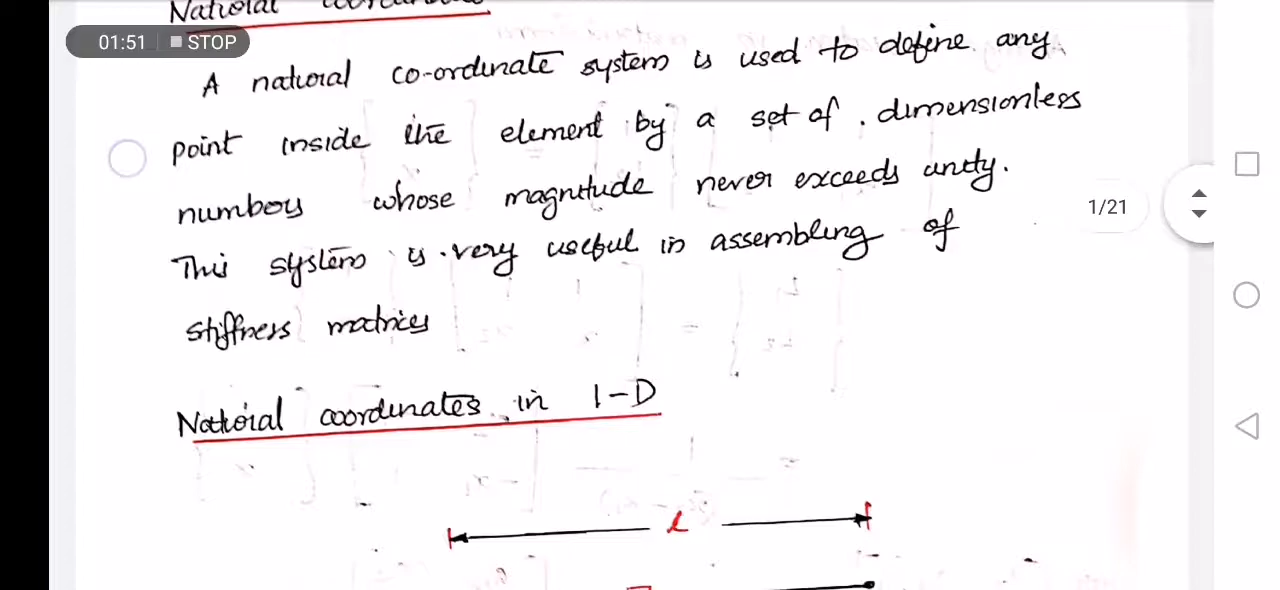 Natural coordinates
01:51 STOP
A natural co-ordinate system is used to define any
point inside the element by a set of dimensionless
numbers whose magnitude never exceeds unity.
This system is very useful in assembling of
stiffness matrices
1/21
Natural coordinates in 1-D
l